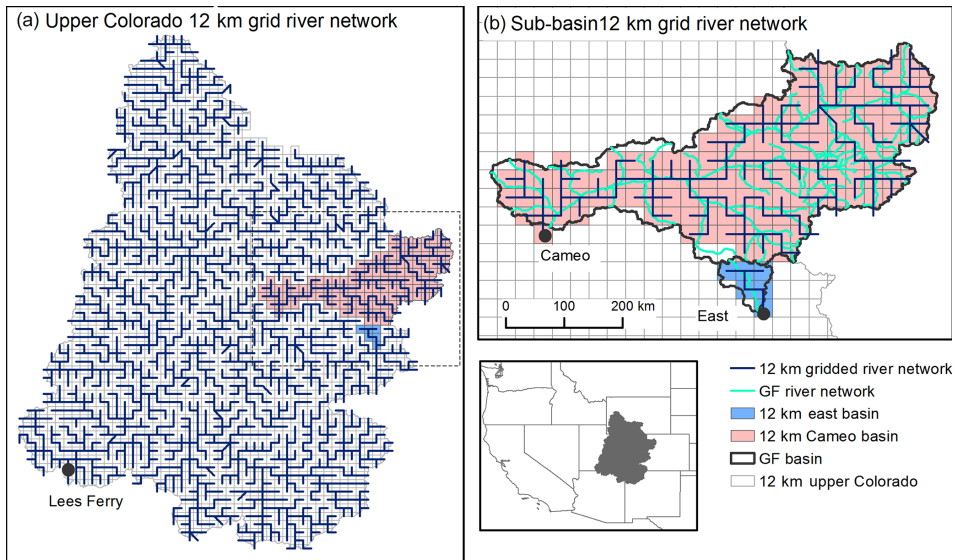 (a) Upper Colorado 12 km grid river network
Lees Ferry
(b) Sub-basin12 km grid river network
Cameo
East
0 100 200 km
12 km gridded river network
GF river network
12 km east basin
12 km Cameo basin
GF basin
12 km upper Colorado